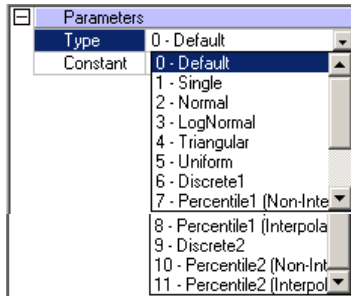 Parameters
Type 0 - Default
Constant 0 - Default
1 - Single
2 - Normal
3 - LogNormal
4 - Triangular
5 - Uniform
6 - Discrete1
7 - Percentile1 (Non-Inte
8 - Percentile1 (Interpola
9 - Discrete2
10 - Percentile2 (Non-Int
11 - Percentile2 (Interpol